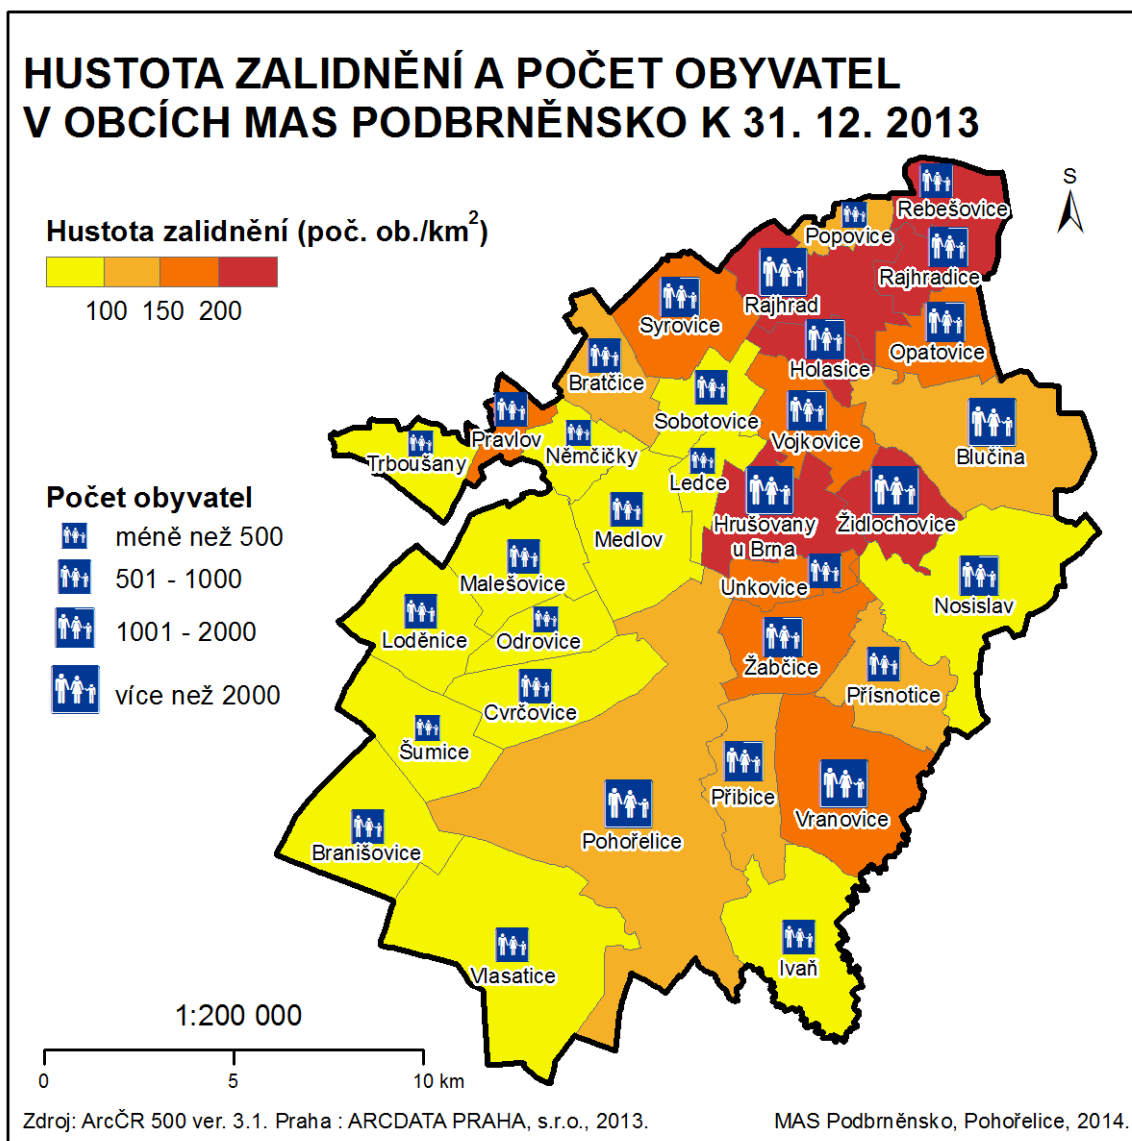 HUSTOTA ZALIDNĚNÍ A POČET OBYVATEL
V OBCÍCH MAS PODBRNĚNSKO K 31. 12. 2013
S
Hustota zalidnění (poč. ob./km²)
100 150 200
Rebešovice
Popovice
Rajhradice
Rajhrad
Syrovice
Opatovice
Holasice
Bratčice
Sobotovice
Vojkovice
Pravlov
Němčičky
Blučina
Trboušany
Ledce
Počet obyvatel
méně než 500
501 - 1000
1001 - 2000
více než 2000
Hrušovany
u Brna
Židlochovice
Medlov
Malešovice
Unkovice
Nosislav
Loděnice
Odrovice
Žabčice
Přísnotice
Cvrčovice
Šumice
Přibice
Vranovice
Pohořelice
Branišovice
Ivaň
Vlasatice
1:200 000
0 5 10 km
Zdroj: ArcČR 500 ver. 3.1. Praha : ARCDATA PRAHA, s.r.o., 2013.
MAS Podbrněnsko, Pohořelice, 2014.